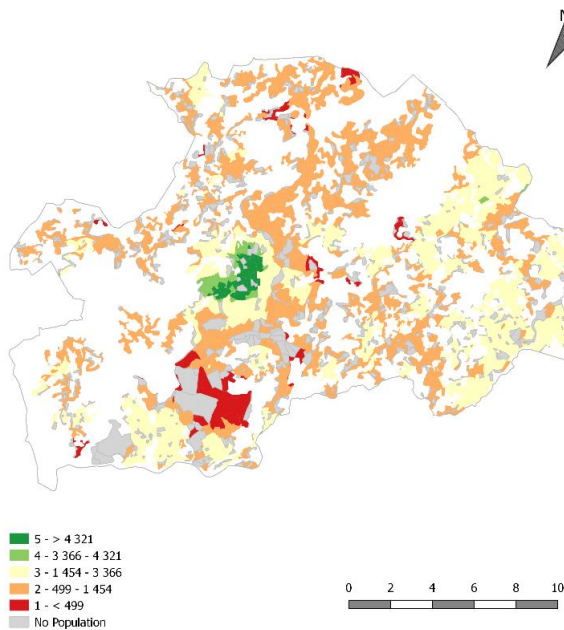 N
5 - > 4 321
4 - 3 366 - 4 321
3 - 1 454 - 3 366
2 - 499 - 1 454
1 - < 499
No Population
0 2 4 6 8 10